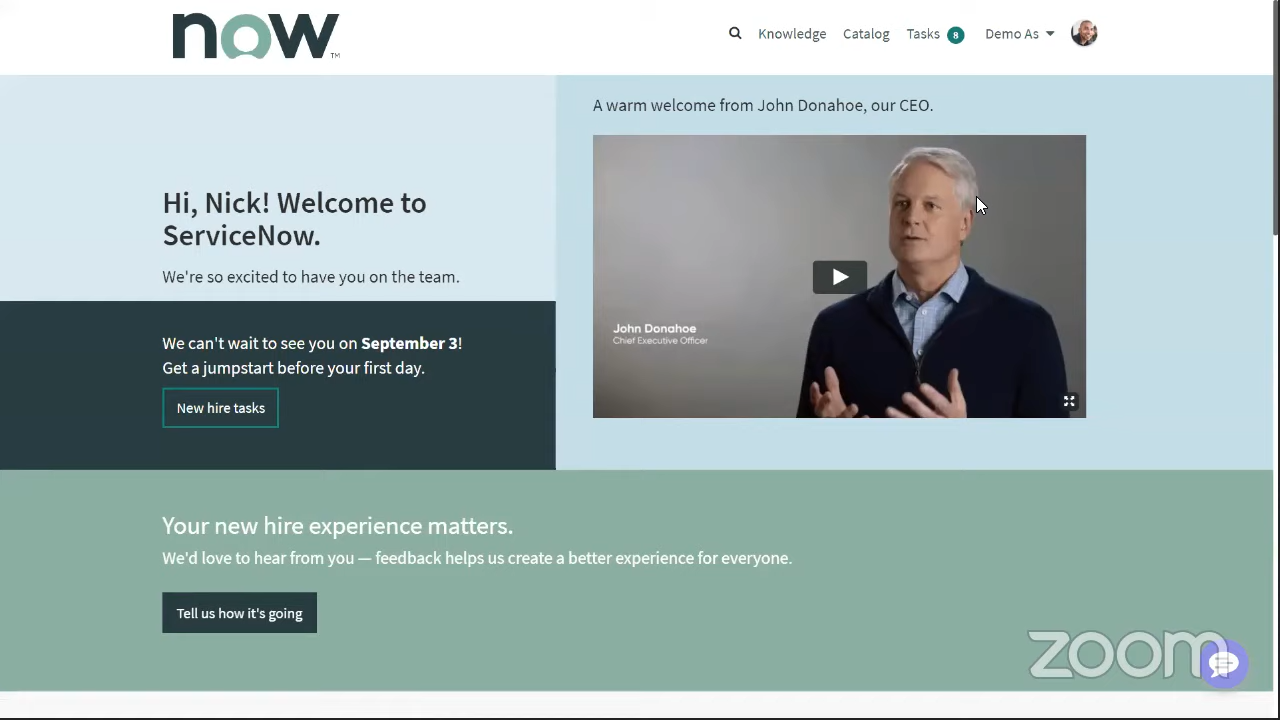 now™
Knowledge
Catalog
Tasks 8
Demo As
A warm welcome from John Donahoe, our CEO.
John Donahoe
Chief Executive Officer
Hi, Nick! Welcome to
ServiceNow.
We're so excited to have you on the team.
We can't wait to see you on September 3!
Get a jumpstart before your first day.
New hire tasks
Your new hire experience matters.
We'd love to hear from you — feedback helps us create a better experience for everyone.
Tell us how it's going
zoom